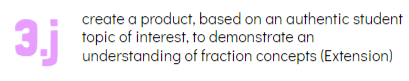 3.j
create a product, based on an authentic student
topic of interest, to demonstrate an
understanding of fraction concepts (Extension)